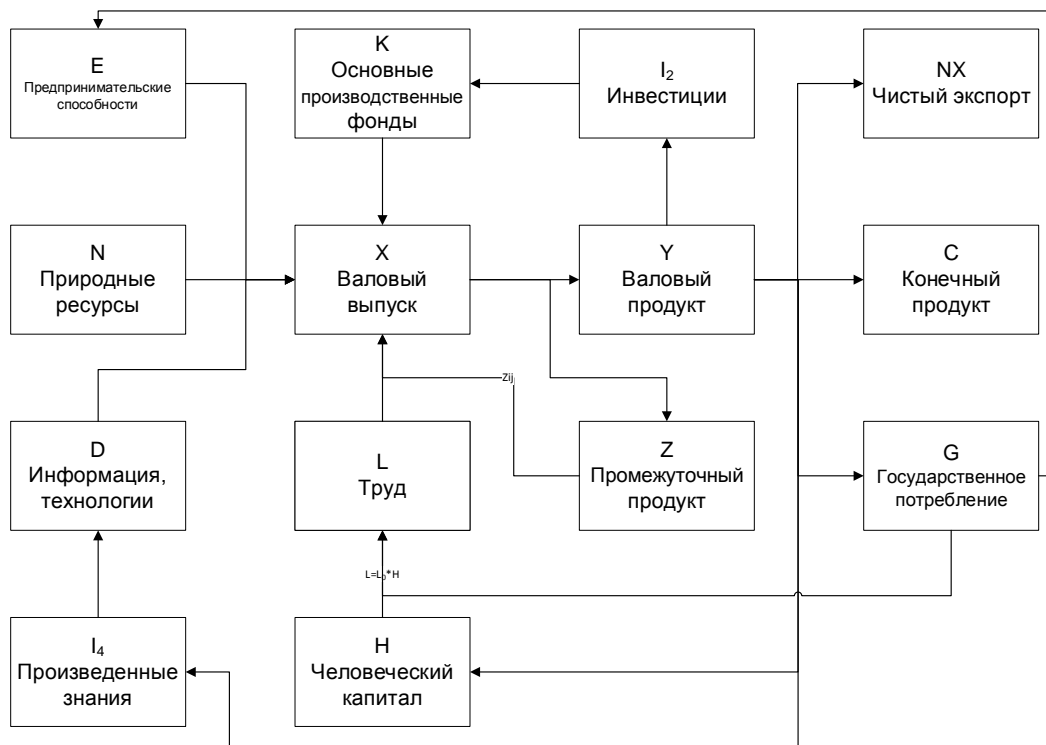 E
Предпринимательские
способности
K
Основные
производственные
фонды
I₂
Инвестиции
NX
Чистый экспорт
N
Природные
ресурсы
X
Валовый
выпуск
Y
Валовый
продукт
C
Конечный
продукт
Zij
D
Информация,
технологии
L
Труд
Z
Промежуточный
продукт
G
Государственное
потребление
L=L₀*H
I₄
Произведенные
знания
H
Человеческий
капитал